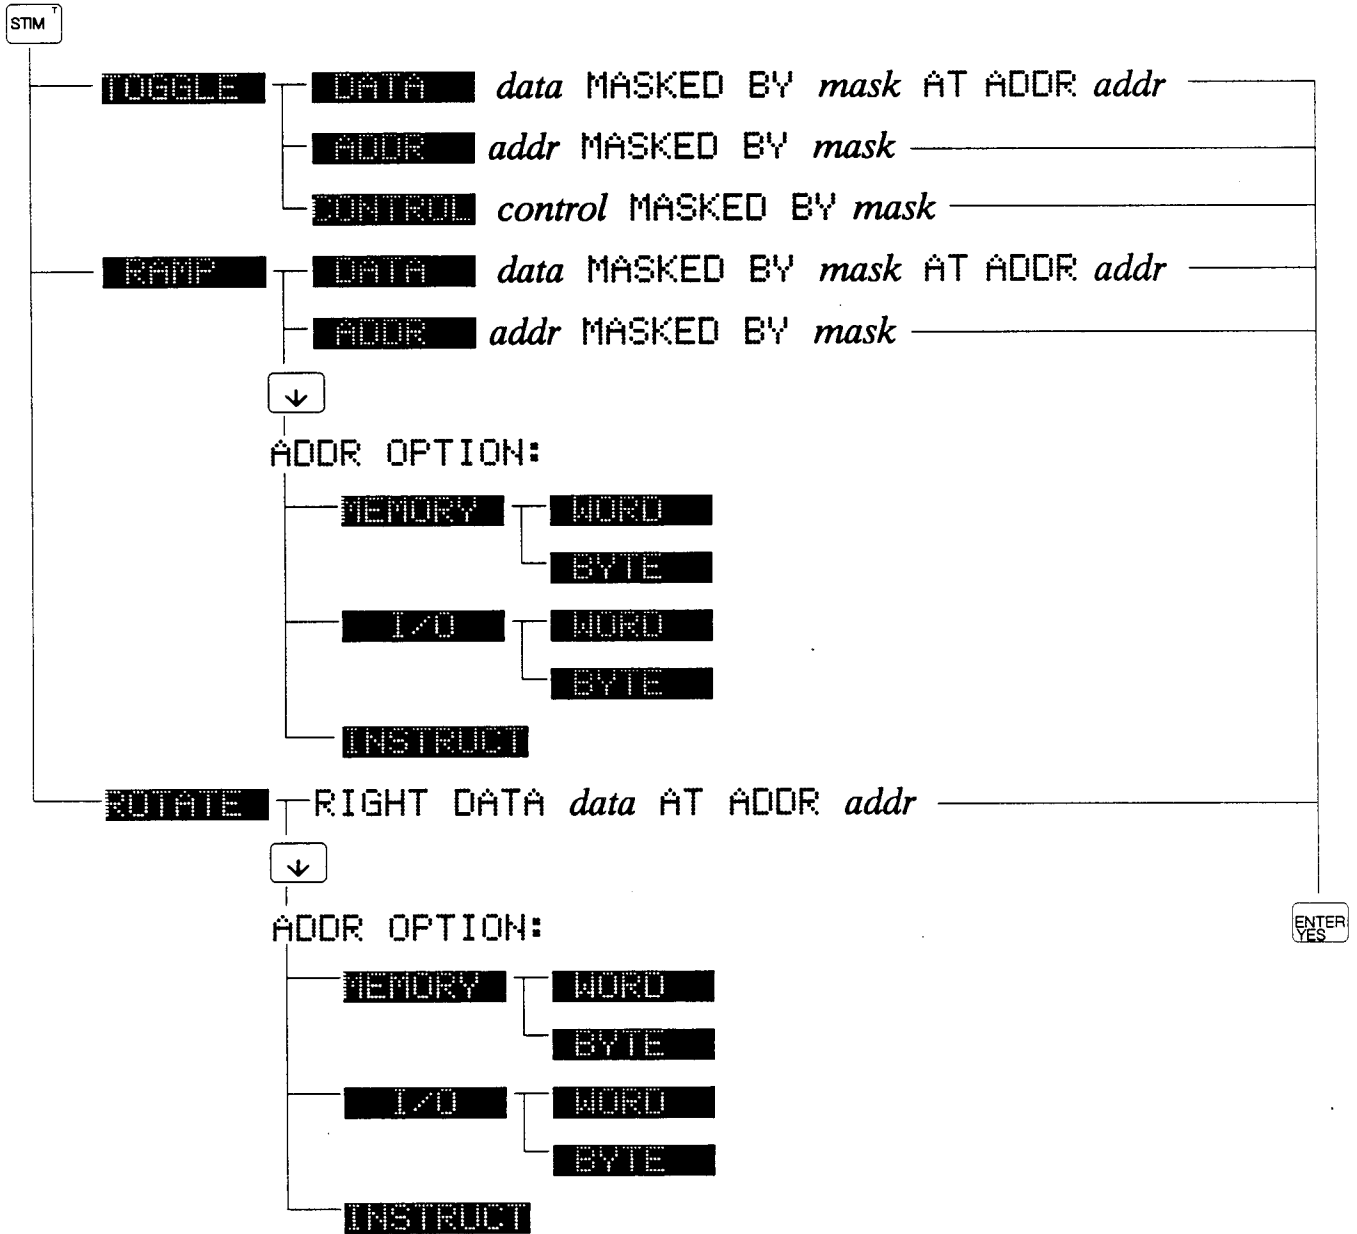 STIM T
TOGGLE DATA data MASKED BY mask AT ADDR addr
ADDR addr MASKED BY mask
CONTROL control MASKED BY mask
RAMP DATA data MASKED BY mask AT ADDR addr
ADDR addr MASKED BY mask
↓
ADDR OPTION:
MEMORY WORD
BYTE
I/O WORD
BYTE
INSTRUCT
ROTATE RIGHT DATA data AT ADDR addr
↓
ADDR OPTION:
ENTER
YES
MEMORY WORD
BYTE
I/O WORD
BYTE
INSTRUCT